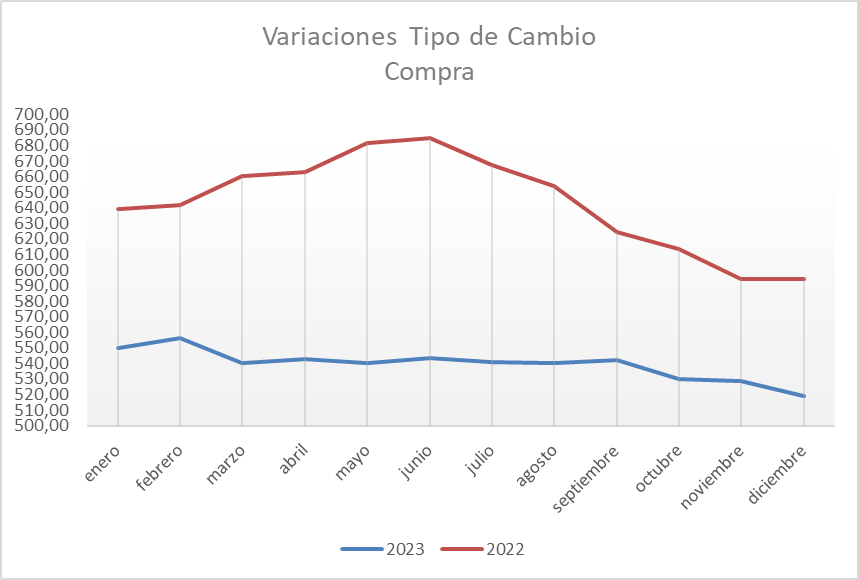 Variaciones Tipo de Cambio
Compra
700,00
690,00
680,00
670,00
660,00
650,00
640,00
630,00
620,00
610,00
600,00
590,00
580,00
570,00
560,00
550,00
540,00
530,00
520,00
510,00
500,00
enero
febrero
marzo
abril
mayo
junio
julio
agosto
septiembre
octubre
noviembre
diciembre
2023
2022